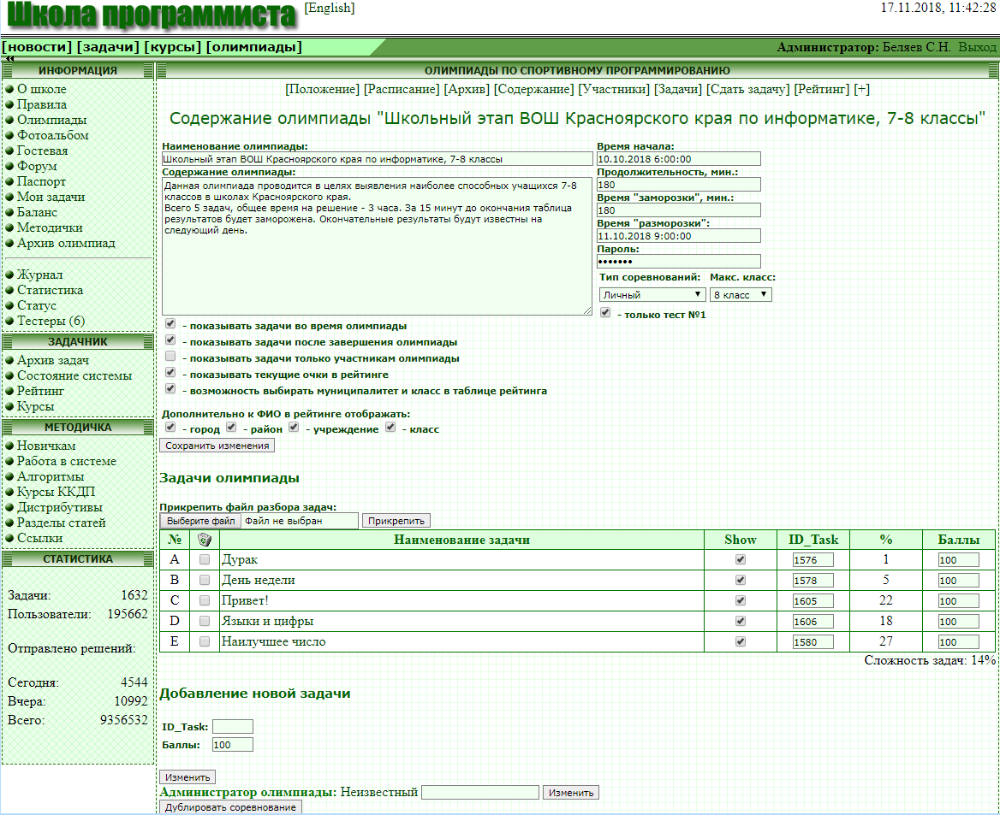 Школа программиста [English] 17.11.2018, 11:42:28
[новости] [задачи] [курсы] [олимпиады] Администратор: Беляев С.Н. Выход
ИНФОРМАЦИЯ
О школе
Правила
Олимпиады
Фотоальбом
Гостевая
Форум
Паспорт
Мои задачи
Баланс
Методички
Архив олимпиад
Журнал
Статистика
Статус
Тестеры (6)
ЗАДАЧНИК
Архив задач
Состояние системы
Рейтинг
Курсы
МЕТОДИЧКА
Новичкам
Работа в системе
Алгоритмы
Курсы ККДП
Дистрибутивы
Разделы статей
Ссылки
СТАТИСТИКА
Задачи: 1632
Пользователи: 195662
Отправлено решений:
Сегодня: 4544
Вчера: 10992
Всего: 9356532
ОЛИМПИАДЫ ПО СПОРТИВНОМУ ПРОГРАММИРОВАНИЮ
[Положение] [Расписание] [Архив] [Содержание] [Участники] [Задачи] [Сдать задачу] [Рейтинг] [+]
Содержание олимпиады "Школьный этап ВОШ Красноярского края по информатике, 7-8 классы"
Наименование олимпиады:
Школьный этап ВОШ Красноярского края по информатике, 7-8 классы
Содержание олимпиады:
Данная олимпиада проводится в целях выявления наиболее способных учащихся 7-8
классов в школах Красноярского края.
Всего 5 задач, общее время на решение - 3 часа. За 15 минут до окончания таблица
результатов будет заморожена. Окончательные результаты будут известны на
следующий день.
Время начала:
10.10.2018 6:00:00
Продолжительность, мин.:
180
Время "заморозки", мин.:
180
Время "разморозки":
11.10.2018 9:00:00
Пароль:
•••••••
Тип соревнований: Макс. класс:
Личный 8 класс
- только тест №1
- показывать задачи во время олимпиады
- показывать задачи после завершения олимпиады
- показывать задачи только участникам олимпиады
- показывать текущие очки в рейтинге
- возможность выбирать муниципалитет и класс в таблице рейтинга
Дополнительно к ФИО в рейтинге отображать:
- город - район - учреждение - класс
Сохранить изменения
Задачи олимпиады
Прикрепить файл разбора задач:
Выберите файл Файл не выбран Прикрепить
№ Наименование задачи Show ID_Task % Баллы
A Дурак 1576 1 100
B День недели 1578 5 100
C Привет! 1605 22 100
D Языки и цифры 1606 18 100
E Наилучшее число 1580 27 100
Сложность задач: 14%
Добавление новой задачи
ID_Task:
Баллы: 100
Изменить
Администратор олимпиады: Неизвестный Изменить
Дублировать соревнование